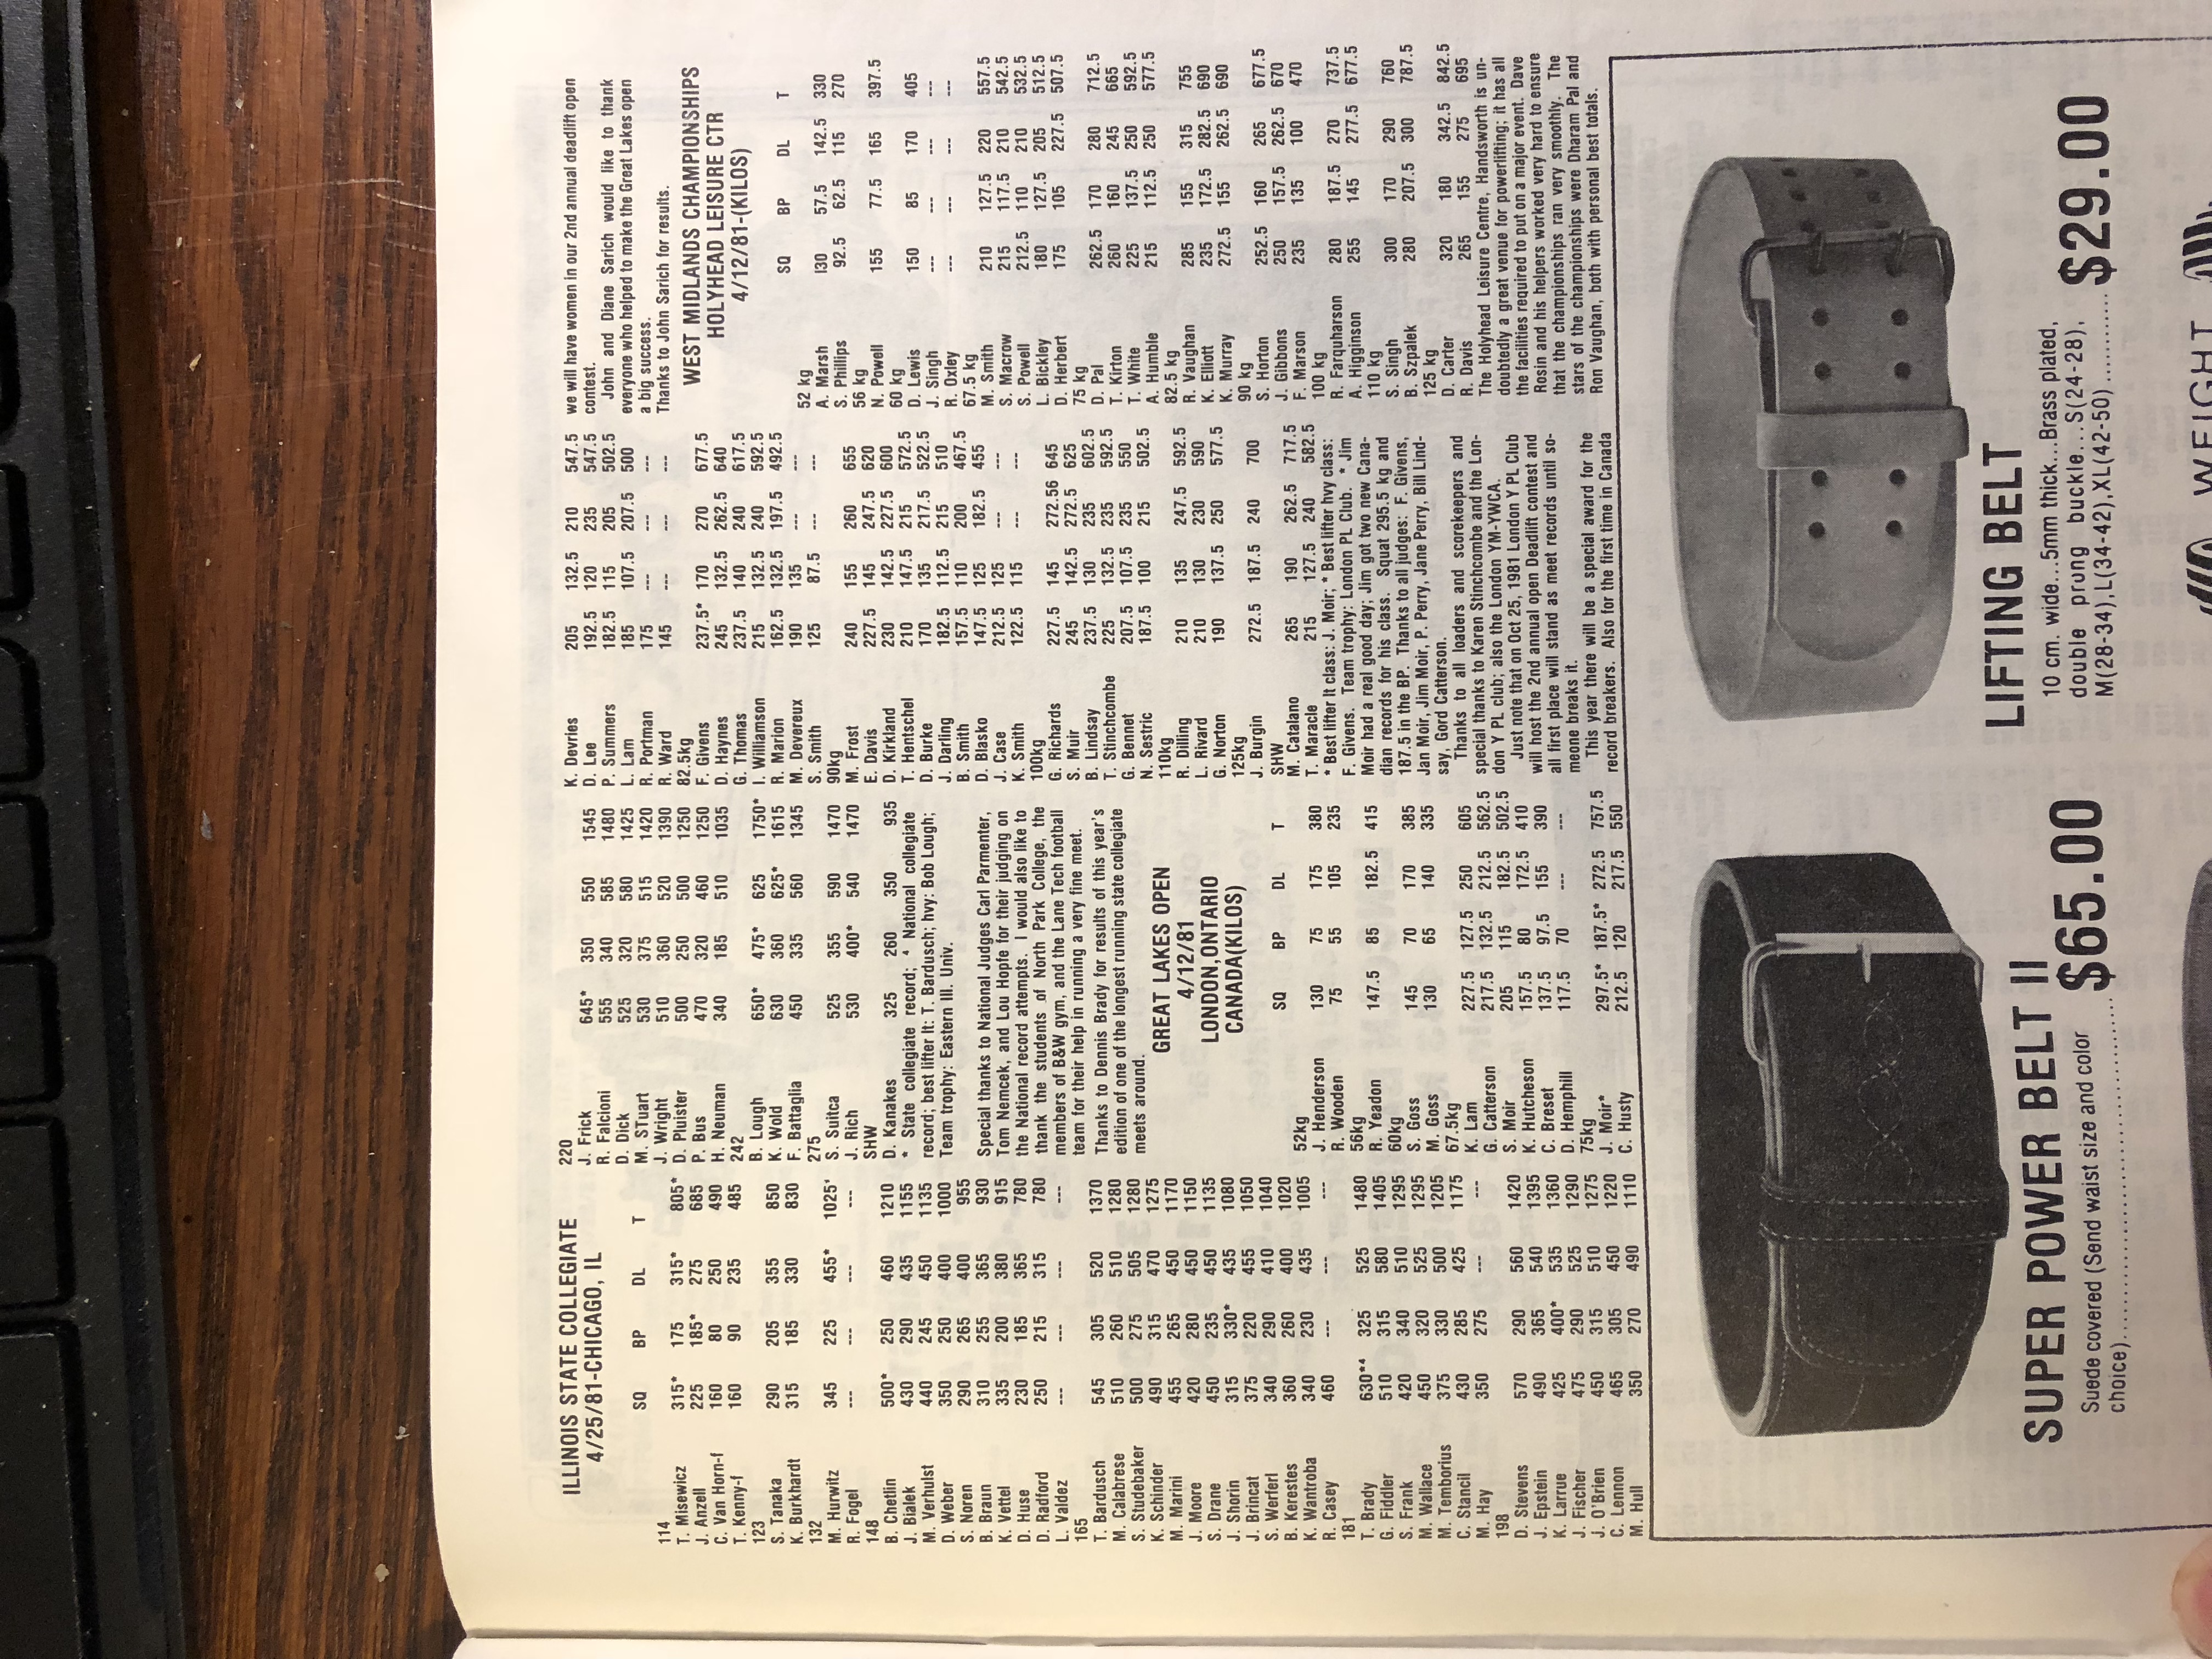 ILLINOIS STATE COLLEGIATE
4/25/81-CHICAGO, IL
SQ BP DL T
114
T. Misewicz 315* 175 315* 805*
J. Anzell 225 185* 275 685
C. Van Horn-f 160 80 250 490
T. Kenny-f 160 90 235 485
123
S. Tanaka 290 205 355 850
K. Burkhardt 315 185 330 830
132
M. Hurwitz 345 225 455* 1025*
R. Fogel --- --- --- ---
148
B. Chetlin 500* 250 460 1210
J. Bialek 430 290 435 1155
M. Verhulst 440 245 450 1135
D. Weber 350 250 400 1000
S. Noren 290 265 400 955
B. Braun 310 255 365 930
K. Vettel 335 200 380 915
D. Huse 230 185 365 780
D. Radford 250 215 315 780
L. Valdez --- --- --- ---
165
T. Bardusch 545 305 520 1370
M. Calabrese 510 260 510 1280
S. Studebaker 500 275 505 1280
K. Schinder 490 315 470 1275
M. Marini 455 265 450 1170
J. Moore 420 280 450 1150
S. Drane 450 235 450 1135
J. Shorin 315 330* 435 1080
J. Brincat 375 220 455 1050
S. Werferl 340 290 410 1040
B. Kerestes 360 260 400 1020
K. Wantroba 340 230 435 1005
R. Casey 460 --- --- ---
181
T. Brady 630*⁴ 325 525 1480
G. Fiddler 510 315 580 1405
S. Frank 420 340 510 1295
M. Wallace 450 320 525 1295
M. Temborius 375 330 500 1205
C. Stancil 430 285 425 1175
M. Hay 350 275 --- ---
198
D. Stevens 570 290 560 1420
J. Epstein 490 365 540 1395
K. Larrue 425 400* 535 1360
J. Fischer 475 290 525 1290
J. O'Brien 450 315 510 1275
C. Lennon 465 305 450 1220
M. Hull 350 270 490 1110
220
J. Frick 645* 350 550 1545
R. Falcioni 555 340 585 1480
D. Dick 525 320 580 1425
M. STuart 530 375 515 1420
J. Wright 510 360 520 1390
D. Pluister 500 250 500 1250
P. Bus 470 320 460 1250
H. Neuman 340 185 510 1035
242
B. Lough 650* 475* 625 1750*
K. Wold 630 360 625* 1615
F. Battaglia 450 335 560 1345
275
S. Suitca 525 355 590 1470
J. Rich 530 400* 540 1470
SHW
D. Kanakes 325 260 350 935
* State collegiate record; ⁴ National collegiate
record; best lifter lt: T. Bardusch; hvy: Bob Lough;
Team trophy: Eastern Ill. Univ.
Special thanks to National Judges Carl Parmenter,
Tom Nemcek, and Lou Hopfe for their judging on
the National record attempts. I would also like to
thank the students of North Park College, the
members of B&W gym, and the Lane Tech football
team for their help in running a very fine meet.
Thanks to Dennis Brady for results of this year's
edition of one of the longest running state collegiate
meets around.
GREAT LAKES OPEN
4/12/81
LONDON,ONTARIO
CANADA(KILOS)
SQ BP DL T
52kg
J. Henderson 130 75 175 380
R. Wooden 75 55 105 235
56kg
R. Yeadon 147.5 85 182.5 415
60kg
S. Goss 145 70 170 385
M. Goss 130 65 140 335
67.5kg
K. Lam 227.5 127.5 250 605
G. Catterson 217.5 132.5 212.5 562.5
S. Moir 205 115 182.5 502.5
K. Hutcheson 157.5 80 172.5 410
C. Breset 137.5 97.5 155 390
D. Hemphill 117.5 70 --- ---
75kg
J. Moir* 297.5* 187.5* 272.5 757.5
C. Husty 212.5 120 217.5 550
K. Devries 205 132.5 210 547.5
D. Lee 192.5 120 235 547.5
P. Summers 182.5 115 205 502.5
L. Lam 185 107.5 207.5 500
R. Portman 175 --- --- ---
R. Ward 145 --- --- ---
82.5kg
F. Givens 237.5* 170 270 677.5
D. Haynes 245 132.5 262.5 640
G. Thomas 237.5 140 240 617.5
I. Williamson 215 132.5 240 592.5
R. Marion 162.5 132.5 197.5 492.5
M. Devereux 190 135 --- ---
S. Smith 125 87.5 --- ---
90kg
M. Frost 240 155 260 655
E. Davis 227.5 145 247.5 620
D. Kirkland 230 142.5 227.5 600
T. Hentschel 210 147.5 215 572.5
D. Burke 170 135 217.5 522.5
J. Darling 182.5 112.5 215 510
B. Smith 157.5 110 200 467.5
D. Blasko 147.5 125 182.5 455
J. Case 212.5 125 --- ---
K. Smith 122.5 115 --- ---
100kg
G. Richards 227.5 145 272.56 645
S. Muir 245 142.5 272.5 625
B. Lindsay 237.5 130 235 602.5
T. Stinchcombe 225 132.5 235 592.5
G. Bennet 207.5 107.5 235 550
N. Sestric 187.5 100 215 502.5
110kg
R. Dilling 210 135 247.5 592.5
L. Rivard 210 130 230 590
G. Norton 190 137.5 250 577.5
125kg
J. Burgin 272.5 187.5 240 700
SHW
M. Catalano 265 190 262.5 717.5
T. Maracle 215 127.5 240 582.5
* Best lifter lt class: J. Moir; * Best lifter hvy class:
F. Givens. Team trophy: London PL Club. * Jim
Moir had a real good day; Jim got two new Cana-
dian records for his class. Squat 295.5 kg and
187.5 in the BP. Thanks to all judges: F. Givens,
Jan Moir, Jim Moir, P. Perry, Jane Perry, Bill Lind-
say, Gord Catterson.
Thanks to all loaders and scorekeepers and
special thanks to Karen Stinchcombe and the Lon-
don Y PL club; also the London YM-YWCA.
Just note that on Oct 25, 1981 London Y PL Club
will host the 2nd annual open Deadlift contest and
all first place will stand as meet records until so-
meone breaks it.
This year there will be a special award for the
record breakers. Also for the first time in Canada
we will have women in our 2nd annual deadlift open
contest.
John and Diane Sarich would like to thank
everyone who helped to make the Great Lakes open
a big success.
Thanks to John Sarich for results.
WEST MIDLANDS CHAMPIONSHIPS
HOLYHEAD LEISURE CTR
4/12/81-(KILOS)
SQ BP DL T
52 kg
A. Marsh 130 57.5 142.5 330
S. Phillips 92.5 62.5 115 270
56 kg
N. Powell 155 77.5 165 397.5
60 kg
D. Lewis 150 85 170 405
J. Singh --- --- --- ---
R. Oxley --- --- --- ---
67.5 kg
M. Smith 210 127.5 220 557.5
S. Macrow 215 117.5 210 542.5
S. Powell 212.5 110 210 532.5
L. Bickley 180 127.5 205 512.5
D. Herbert 175 105 227.5 507.5
75 kg
D. Pal 262.5 170 280 712.5
T. Kirton 260 160 245 665
T. White 225 137.5 250 592.5
A. Humble 215 112.5 250 577.5
82.5 kg
R. Vaughan 285 155 315 755
K. Elliott 235 172.5 282.5 690
K. Murray 272.5 155 262.5 690
90 kg
S. Horton 252.5 160 265 677.5
J. Gibbons 250 157.5 262.5 670
F. Marson 235 135 100 470
100 kg
R. Farquharson 280 187.5 270 737.5
A. Higginson 255 145 277.5 677.5
110 kg
S. Singh 300 170 290 760
B. Szpalek 280 207.5 300 787.5
125 kg
D. Carter 320 180 342.5 842.5
R. Davis 265 155 275 695
The Holyhead Leisure Centre, Handsworth is un-
doubtedly a great venue for powerlifting; it has all
the facilities required to put on a major event. Dave
Rosin and his helpers worked very hard to ensure
that the championships ran very smoothly. The
stars of the championships were Dharam Pal and
Ron Vaughan, both with personal best totals.
SUPER POWER BELT II
Suede covered (Send waist size and color
choice)..................................... $65.00
LIFTING BELT
10 cm. wide...5mm thick...Brass plated,
double prong buckle...S(24-28),
M(28-34),L(34-42),XL(42-50)............ $29.00
WEIGHT